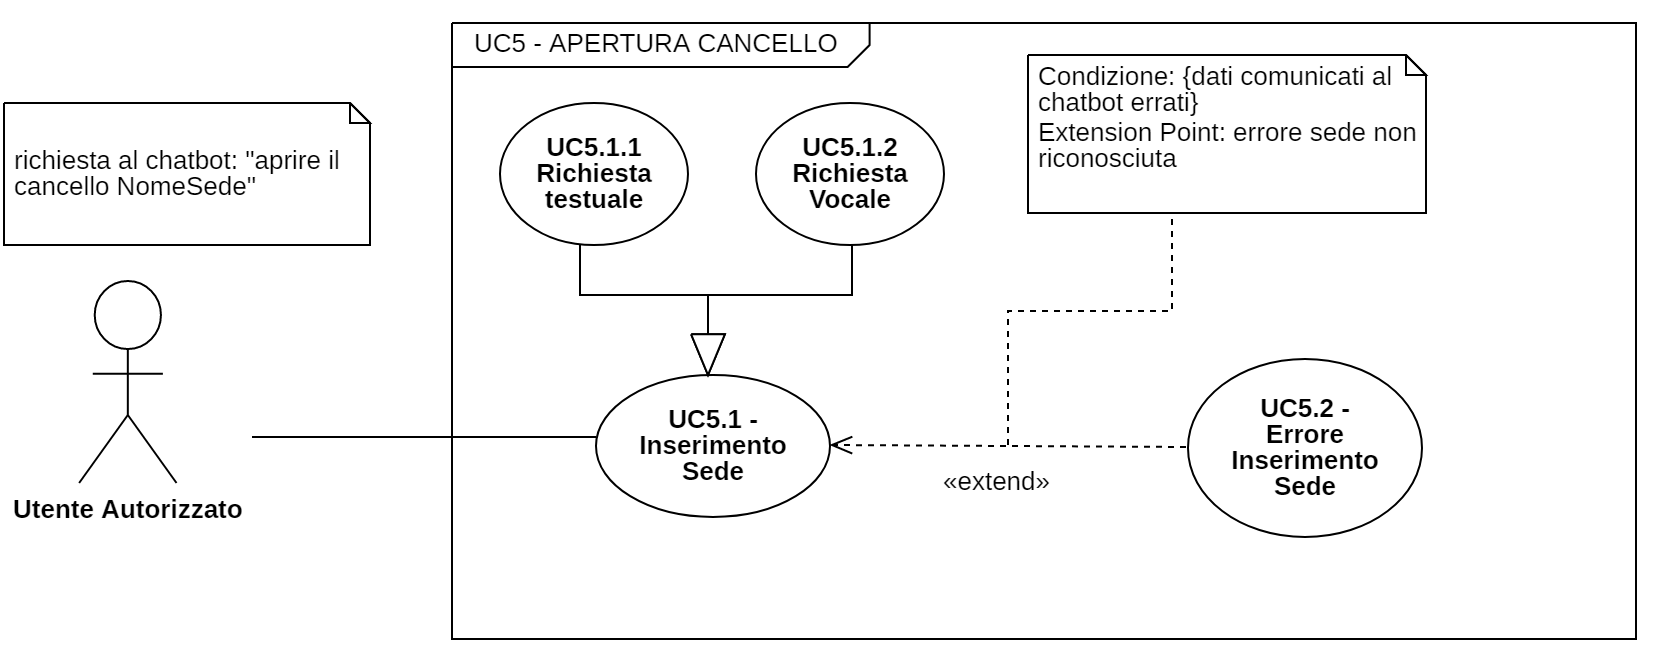 UC5 - APERTURA CANCELLO
richiesta al chatbot: "aprire il
cancello NomeSede"
UC5.1.1
Richiesta
testuale
UC5.1.2
Richiesta
Vocale
Condizione: {dati comunicati al
chatbot errati}
Extension Point: errore sede non
riconosciuta
UC5.1 -
Inserimento
Sede
«extend»
UC5.2 -
Errore
Inserimento
Sede
Utente Autorizzato